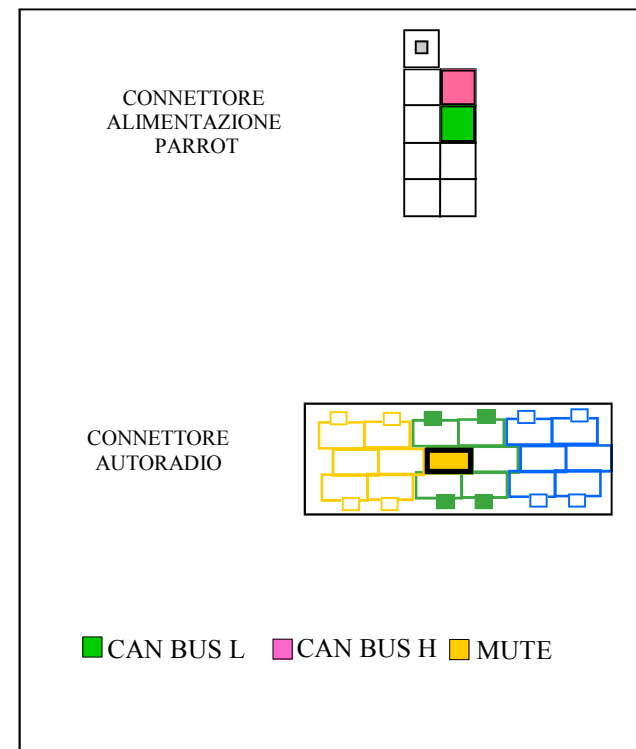 CONNETTORE
ALIMENTAZIONE
PARROT
CONNETTORE
AUTORADIO
CAN BUS L CAN BUS H MUTE